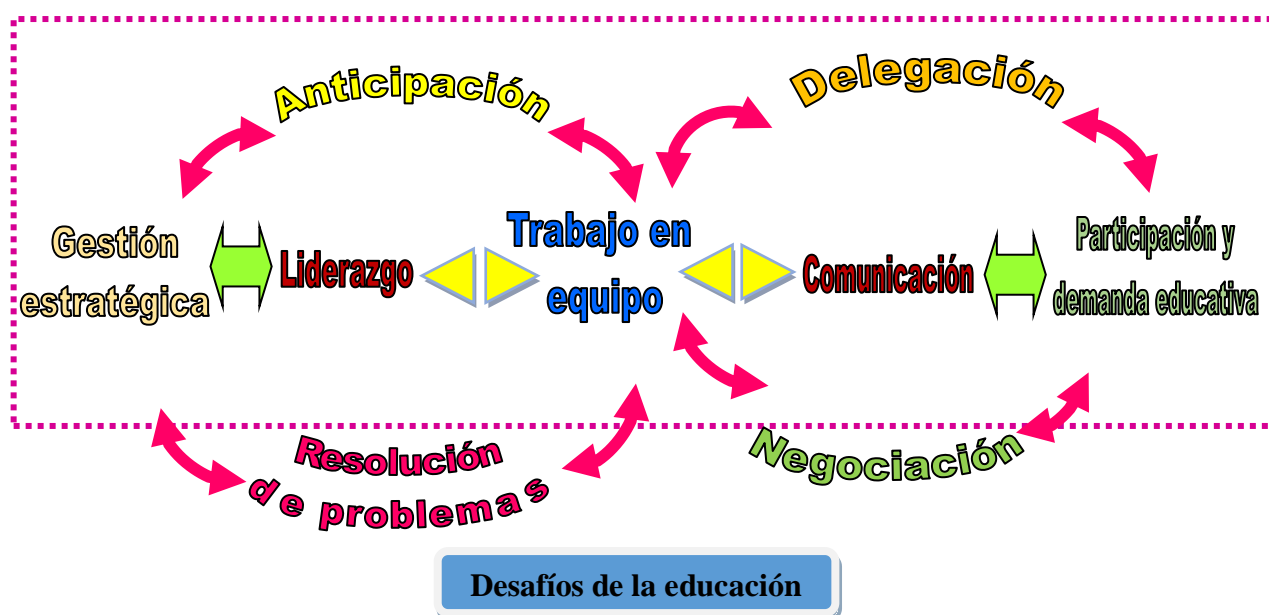 Anticipación
Delegación
Gestión
estratégica
Liderazgo
Trabajo en
equipo
Comunicación
Participación y
demanda educativa
Resolución
de problemas
Negociación
Desafíos de la educación